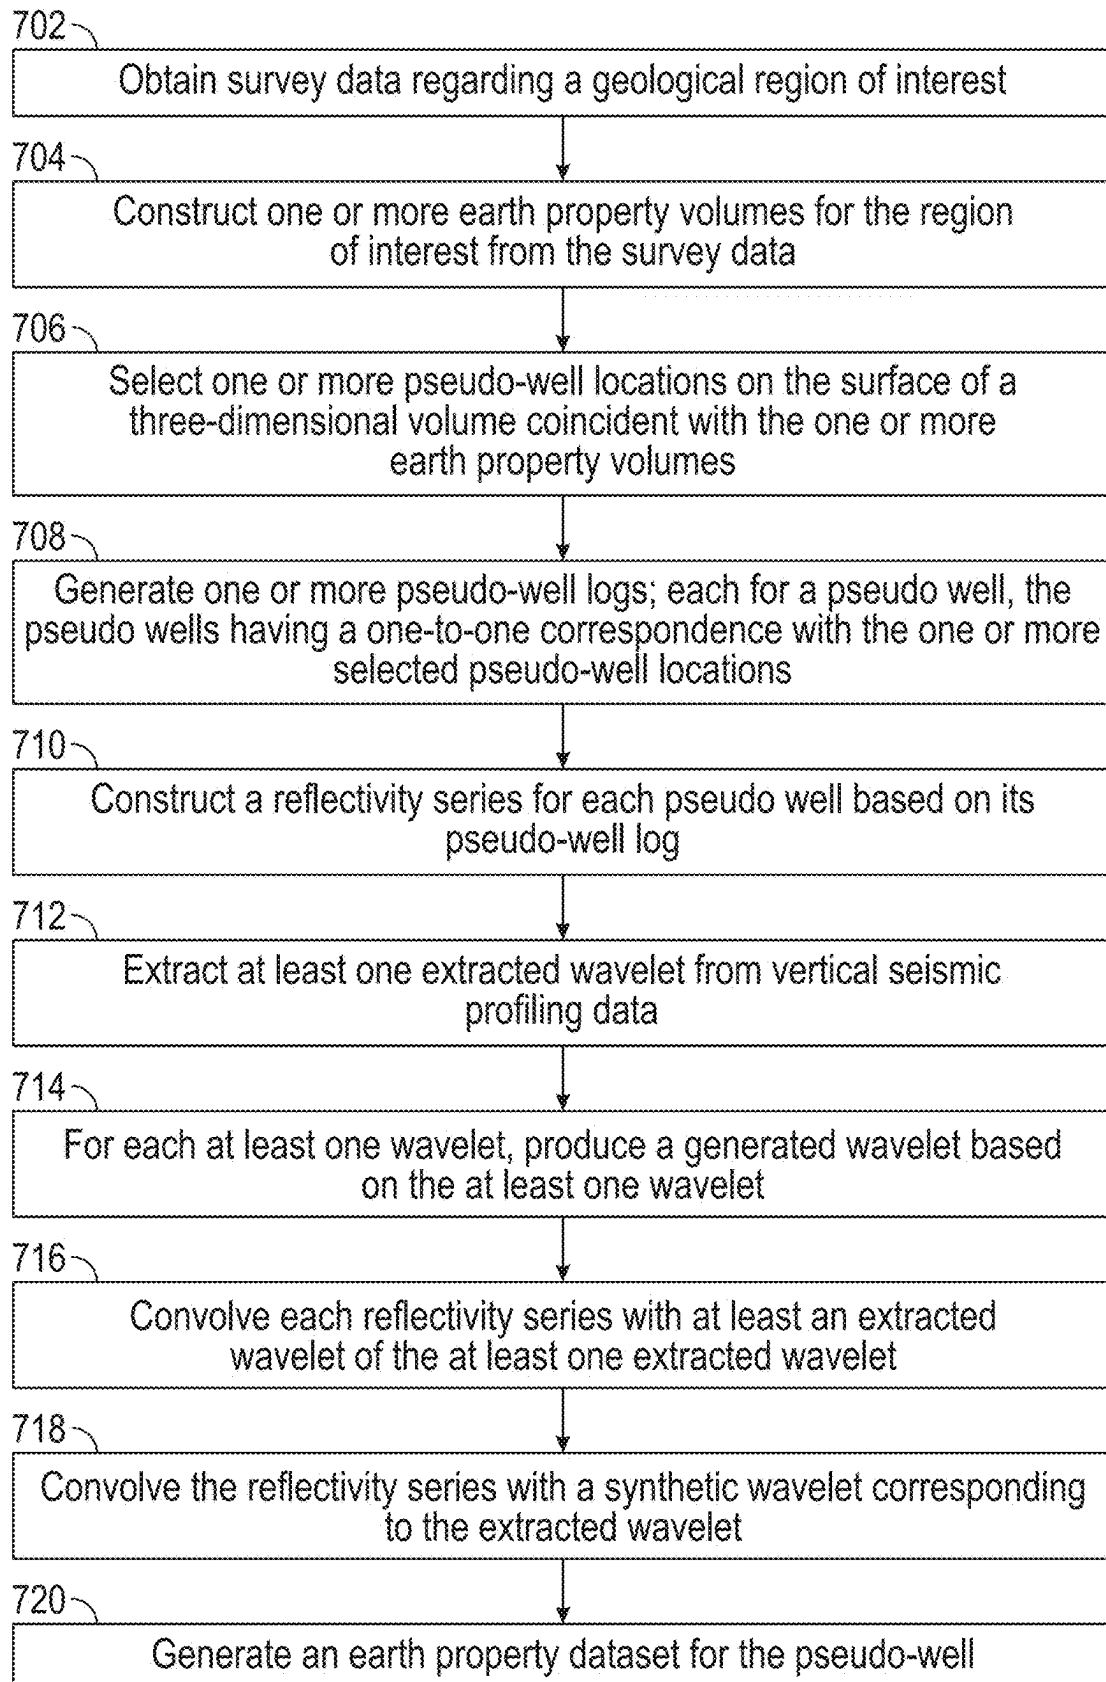 702
Obtain survey data regarding a geological region of interest
704
Construct one or more earth property volumes for the region
of interest from the survey data
706
Select one or more pseudo-well locations on the surface of a
three-dimensional volume coincident with the one or more
earth property volumes
708
Generate one or more pseudo-well logs; each for a pseudo well, the
pseudo wells having a one-to-one correspondence with the one or more
selected pseudo-well locations
710
Construct a reflectivity series for each pseudo well based on its
pseudo-well log
712
Extract at least one extracted wavelet from vertical seismic
profiling data
714
For each at least one wavelet, produce a generated wavelet based
on the at least one wavelet
716
Convolve each reflectivity series with at least an extracted
wavelet of the at least one extracted wavelet
718
Convolve the reflectivity series with a synthetic wavelet corresponding
to the extracted wavelet
720
Generate an earth property dataset for the pseudo-well